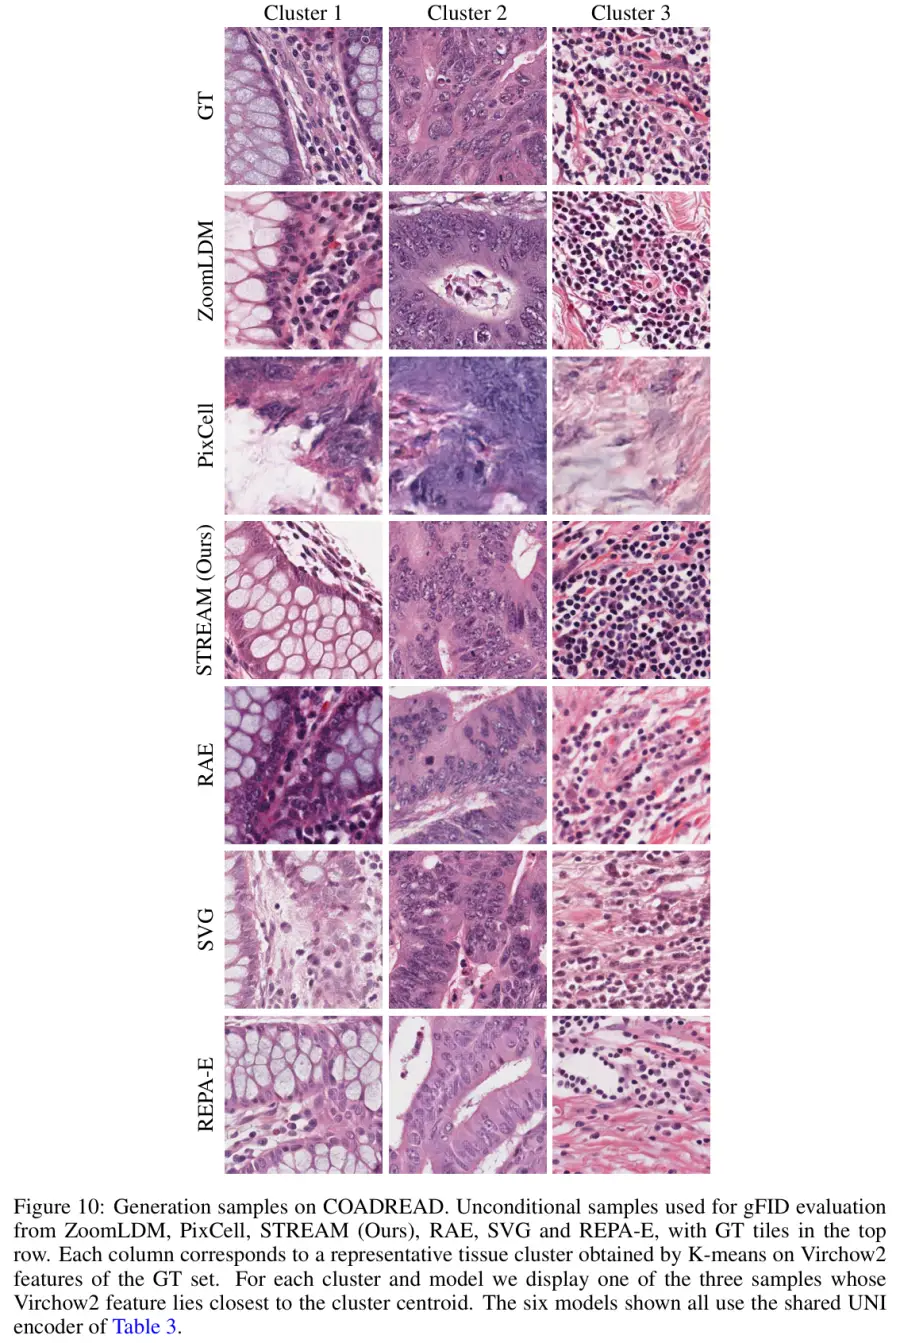 Cluster 1 Cluster 2 Cluster 3
GT
ZoomLDM
PixCell
STREAM (Ours)
RAE
SVG
REPA-E
Figure 10: Generation samples on COADREAD. Unconditional samples used for gFID evaluation
from ZoomLDM, PixCell, STREAM (Ours), RAE, SVG and REPA-E, with GT tiles in the top
row. Each column corresponds to a representative tissue cluster obtained by K-means on Virchow2
features of the GT set. For each cluster and model we display one of the three samples whose
Virchow2 feature lies closest to the cluster centroid. The six models shown all use the shared UNI
encoder of Table 3.